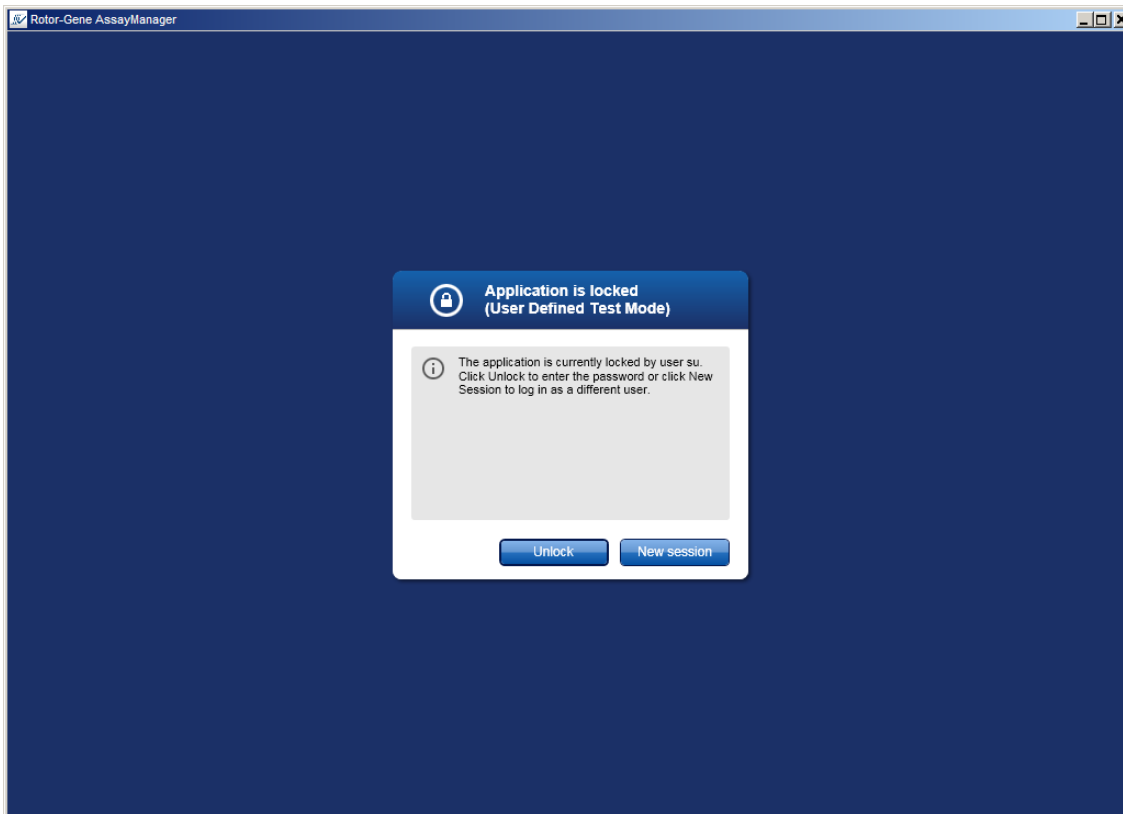 Rotor-Gene AssayManager
Application is locked
(User Defined Test Mode)
The application is currently locked by user su.
Click Unlock to enter the password or click New
Session to log in as a different user.
Unlock
New session